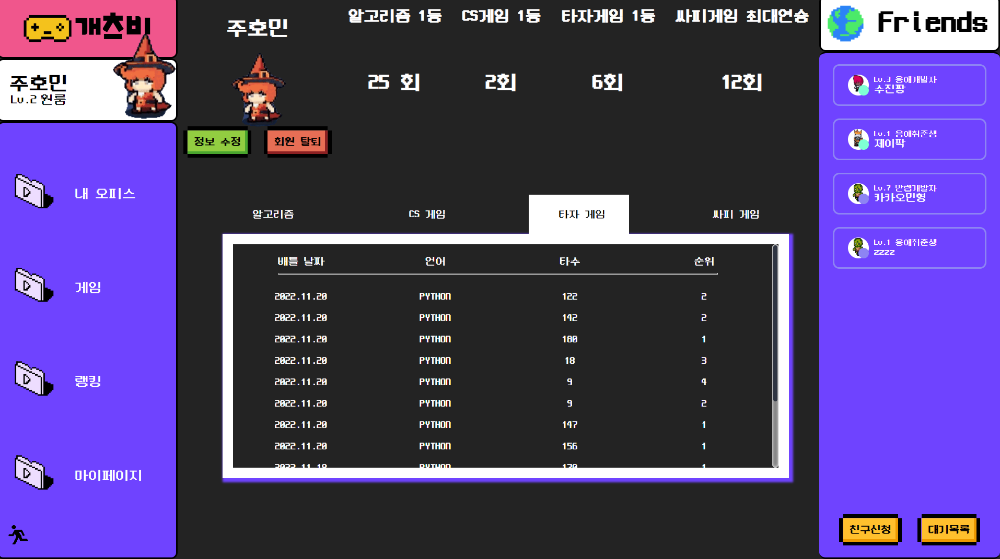 개츠비
주호민
Lv.2 원룸
내 오피스
게임
랭킹
마이페이지
주호민
정보 수정
회원 탈퇴
알고리즘 1등 CS게임 1등 타자게임 1등 싸피게임 최대연승
25 회 2회 6회 12회
알고리즘 CS 게임 타자 게임 싸피 게임
배틀 날짜 언어 타수 순위
2022.11.20 PYTHON 122 2
2022.11.20 PYTHON 142 2
2022.11.20 PYTHON 180 1
2022.11.20 PYTHON 18 3
2022.11.20 PYTHON 9 4
2022.11.20 PYTHON 9 2
2022.11.20 PYTHON 147 1
2022.11.20 PYTHON 156 1
PYTHON 1
Friends
Lv.3 응애개발자
수진짱
Lv.1 응애취준생
제이팍
Lv.7 만렙개발자
카카오민형
Lv.1 응애취준생
zzzz
친구신청
대기목록